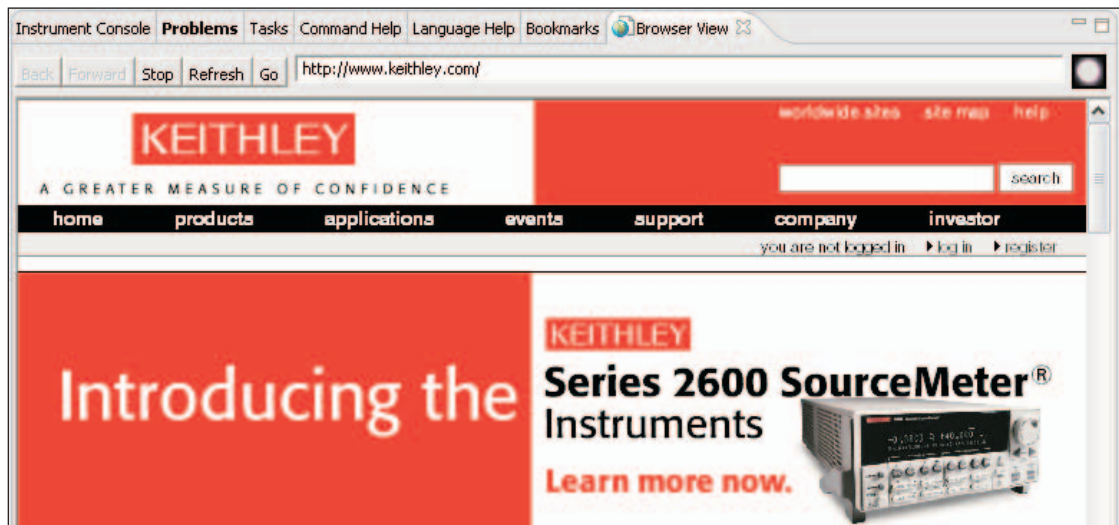 Instrument Console Problems Tasks Command Help Language Help Bookmarks Browser View
Back Forward Stop Refresh Go http://www.keithley.com/
worldwide sites site map help
KEITHLEY
search
A GREATER MEASURE OF CONFIDENCE
home products applications events support company investor
you are not logged in log in register
KEITHLEY
Introducing the
Series 2600 SourceMeter®
Instruments
Learn more now.